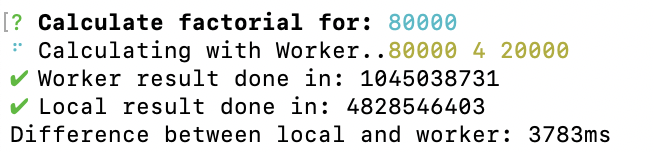 ? Calculate factorial for: 80000
⠋ Calculating with Worker..80000 4 20000
✔ Worker result done in: 1045038731
✔ Local result done in: 4828546403
Difference between local and worker: 3783ms